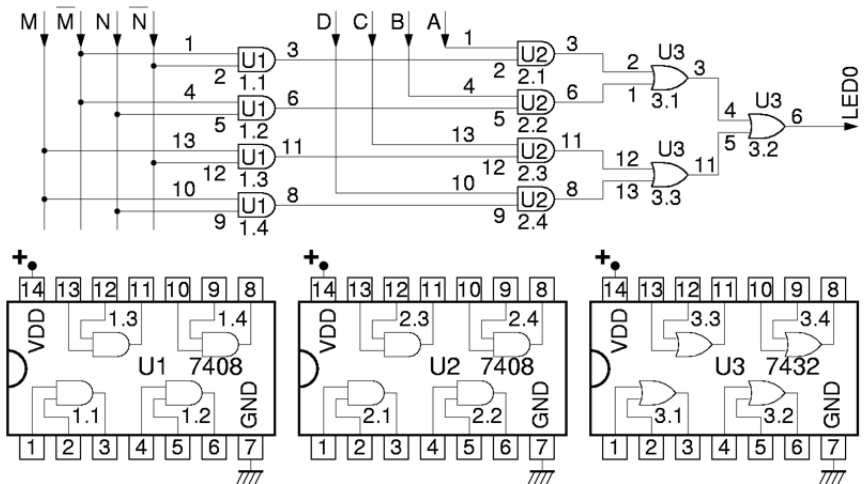 M M̅ N N̅ D C B A
1 3 1 3
U1 U2
2 1.1 2 2.1
2 U3 3
1 3.1
4 6 4 6
U1 U2
5 1.2 5 2.2
4 U3 6 LED0
5 3.2
13 11 13 11
U1 U2
12 1.3 12 2.3
12 U3 11
13 3.3
10 8 10 8
U1 U2
9 1.4 9 2.4
+ + +
14 13 12 11 10 9 8 14 13 12 11 10 9 8 14 13 12 11 10 9 8
VDD 1.3 1.4 VDD 2.3 2.4 VDD 3.3 3.4
U1 7408 U2 7408 U3 7432
1.1 1.2 GND 2.1 2.2 GND 3.1 3.2 GND
1 2 3 4 5 6 7 1 2 3 4 5 6 7 1 2 3 4 5 6 7